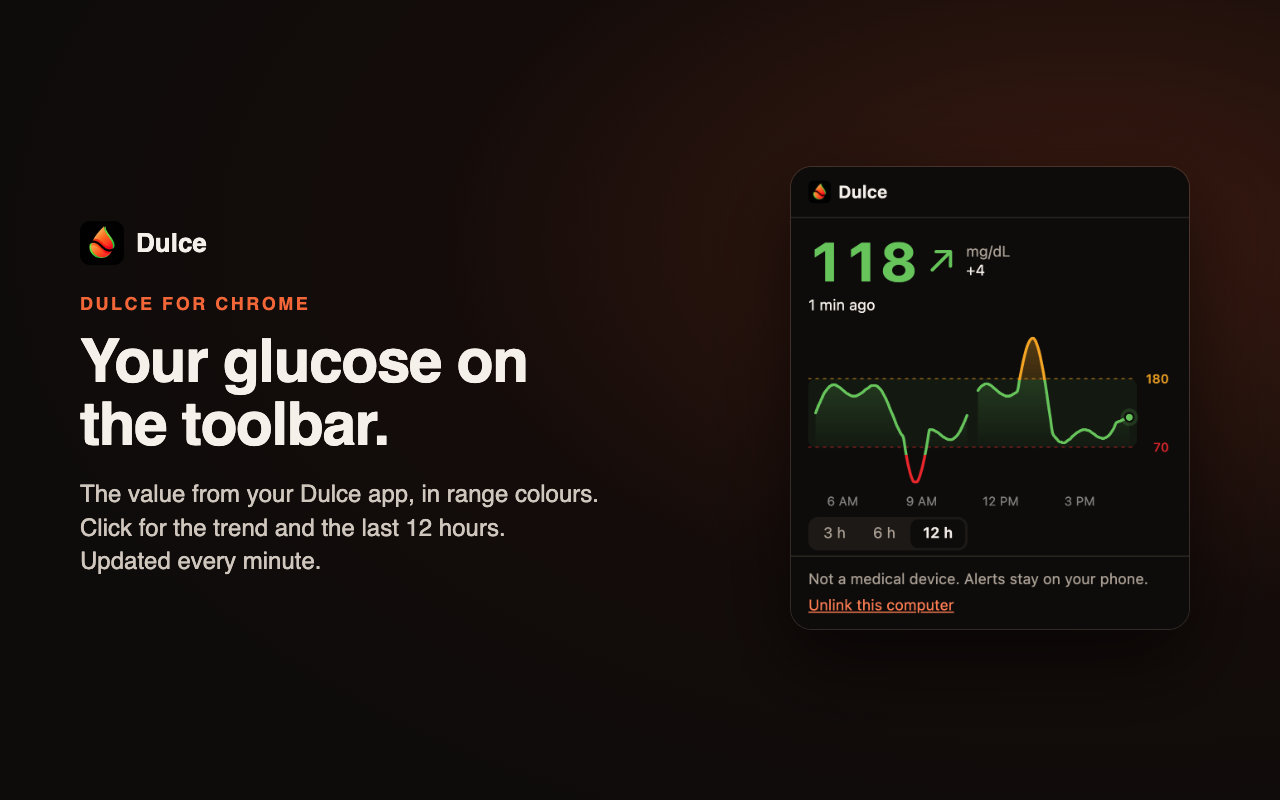 Dulce
DULCE FOR CHROME
Your glucose on
the toolbar.
The value from your Dulce app, in range colours.
Click for the trend and the last 12 hours.
Updated every minute.
Dulce
118
mg/dL
+4
1 min ago
180
70
6 AM 9 AM 12 PM 3 PM
3 h 6 h 12 h
Not a medical device. Alerts stay on your phone.
Unlink this computer